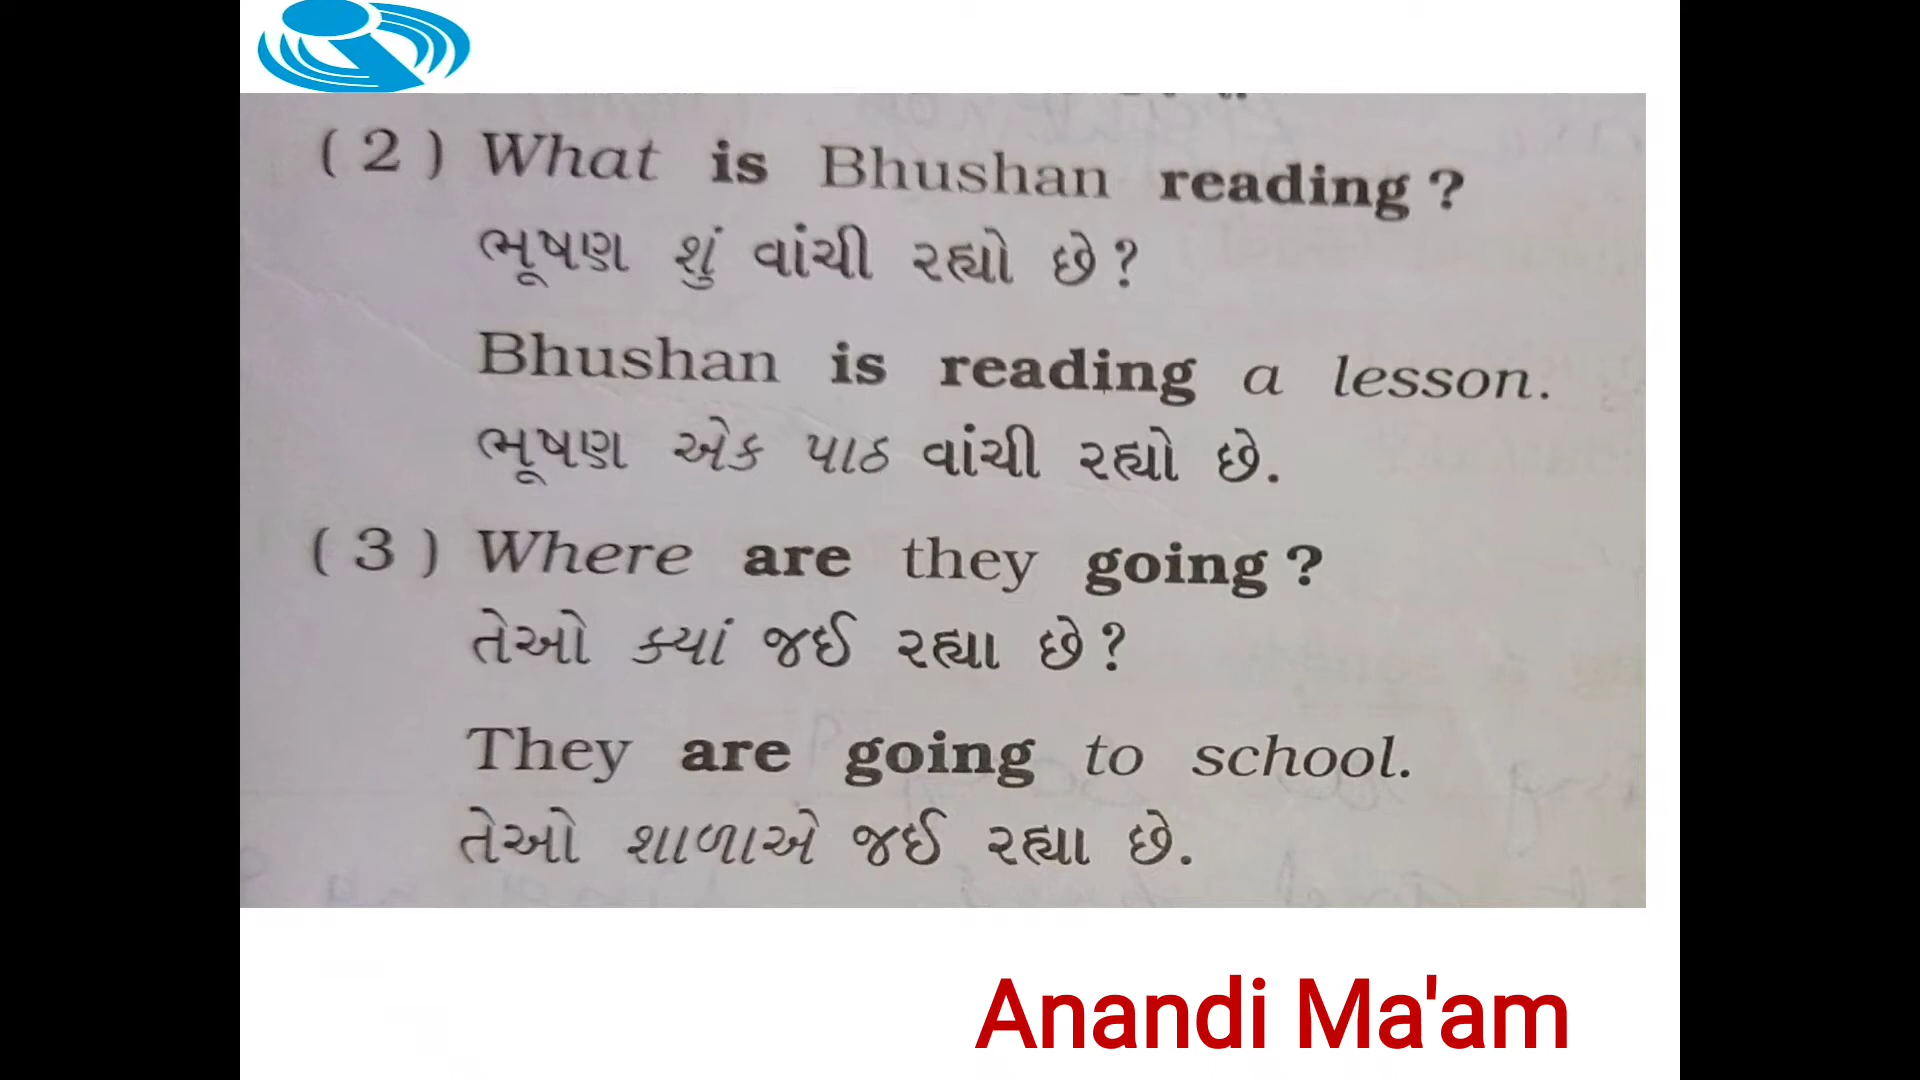 ( 2 ) What is Bhushan reading ?
ભૂષણ શું વાંચી રહ્યો છે ?
Bhushan is reading a lesson.
ભૂષણ એક પાઠ વાંચી રહ્યો છે.
( 3 ) Where are they going ?
તેઓ ક્યાં જઈ રહ્યા છે ?
They are going to school.
તેઓ શાળાએ જઈ રહ્યા છે.
Anandi Ma'am